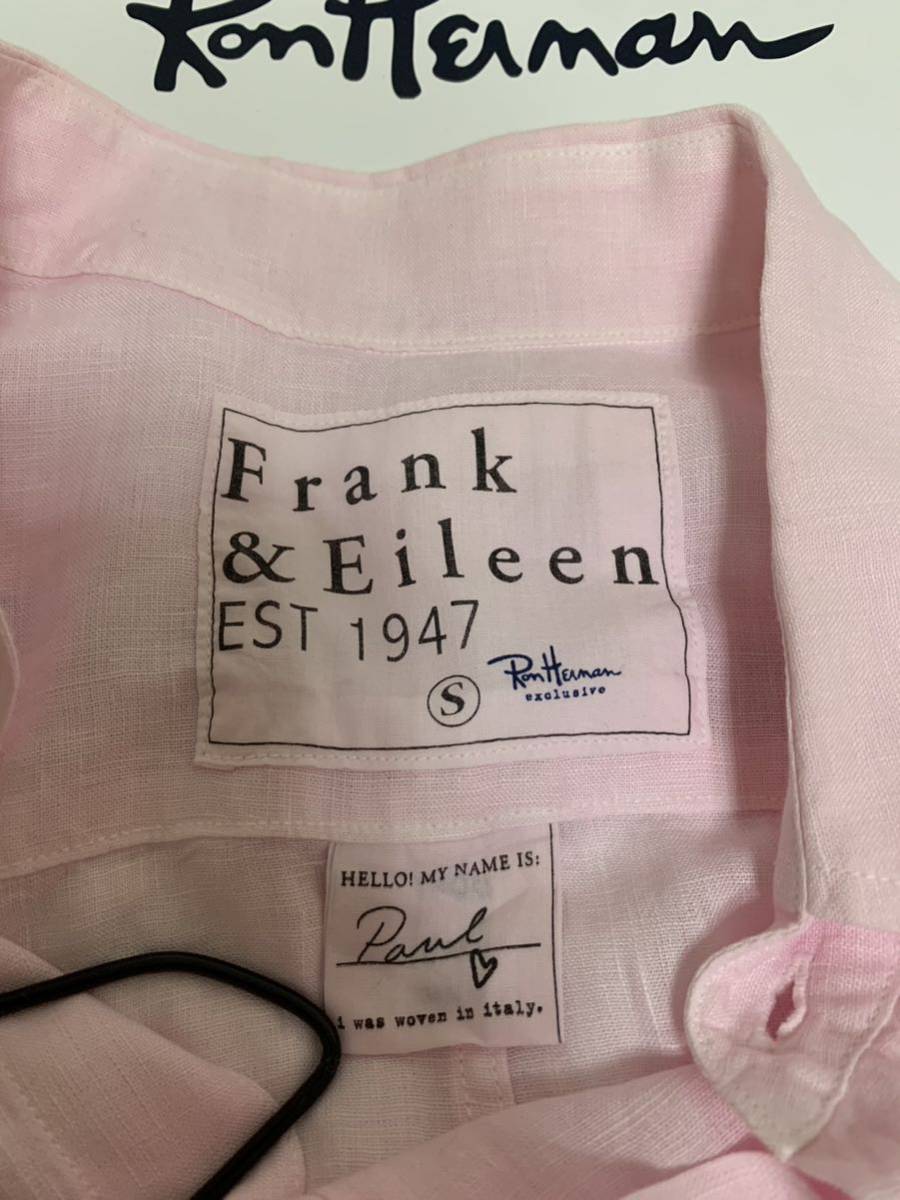 Ron Herman
Frank
& Eileen
EST 1947
S
Ron Herman
exclusive
HELLO! MY NAME IS:
Paul
i was woven in italy.